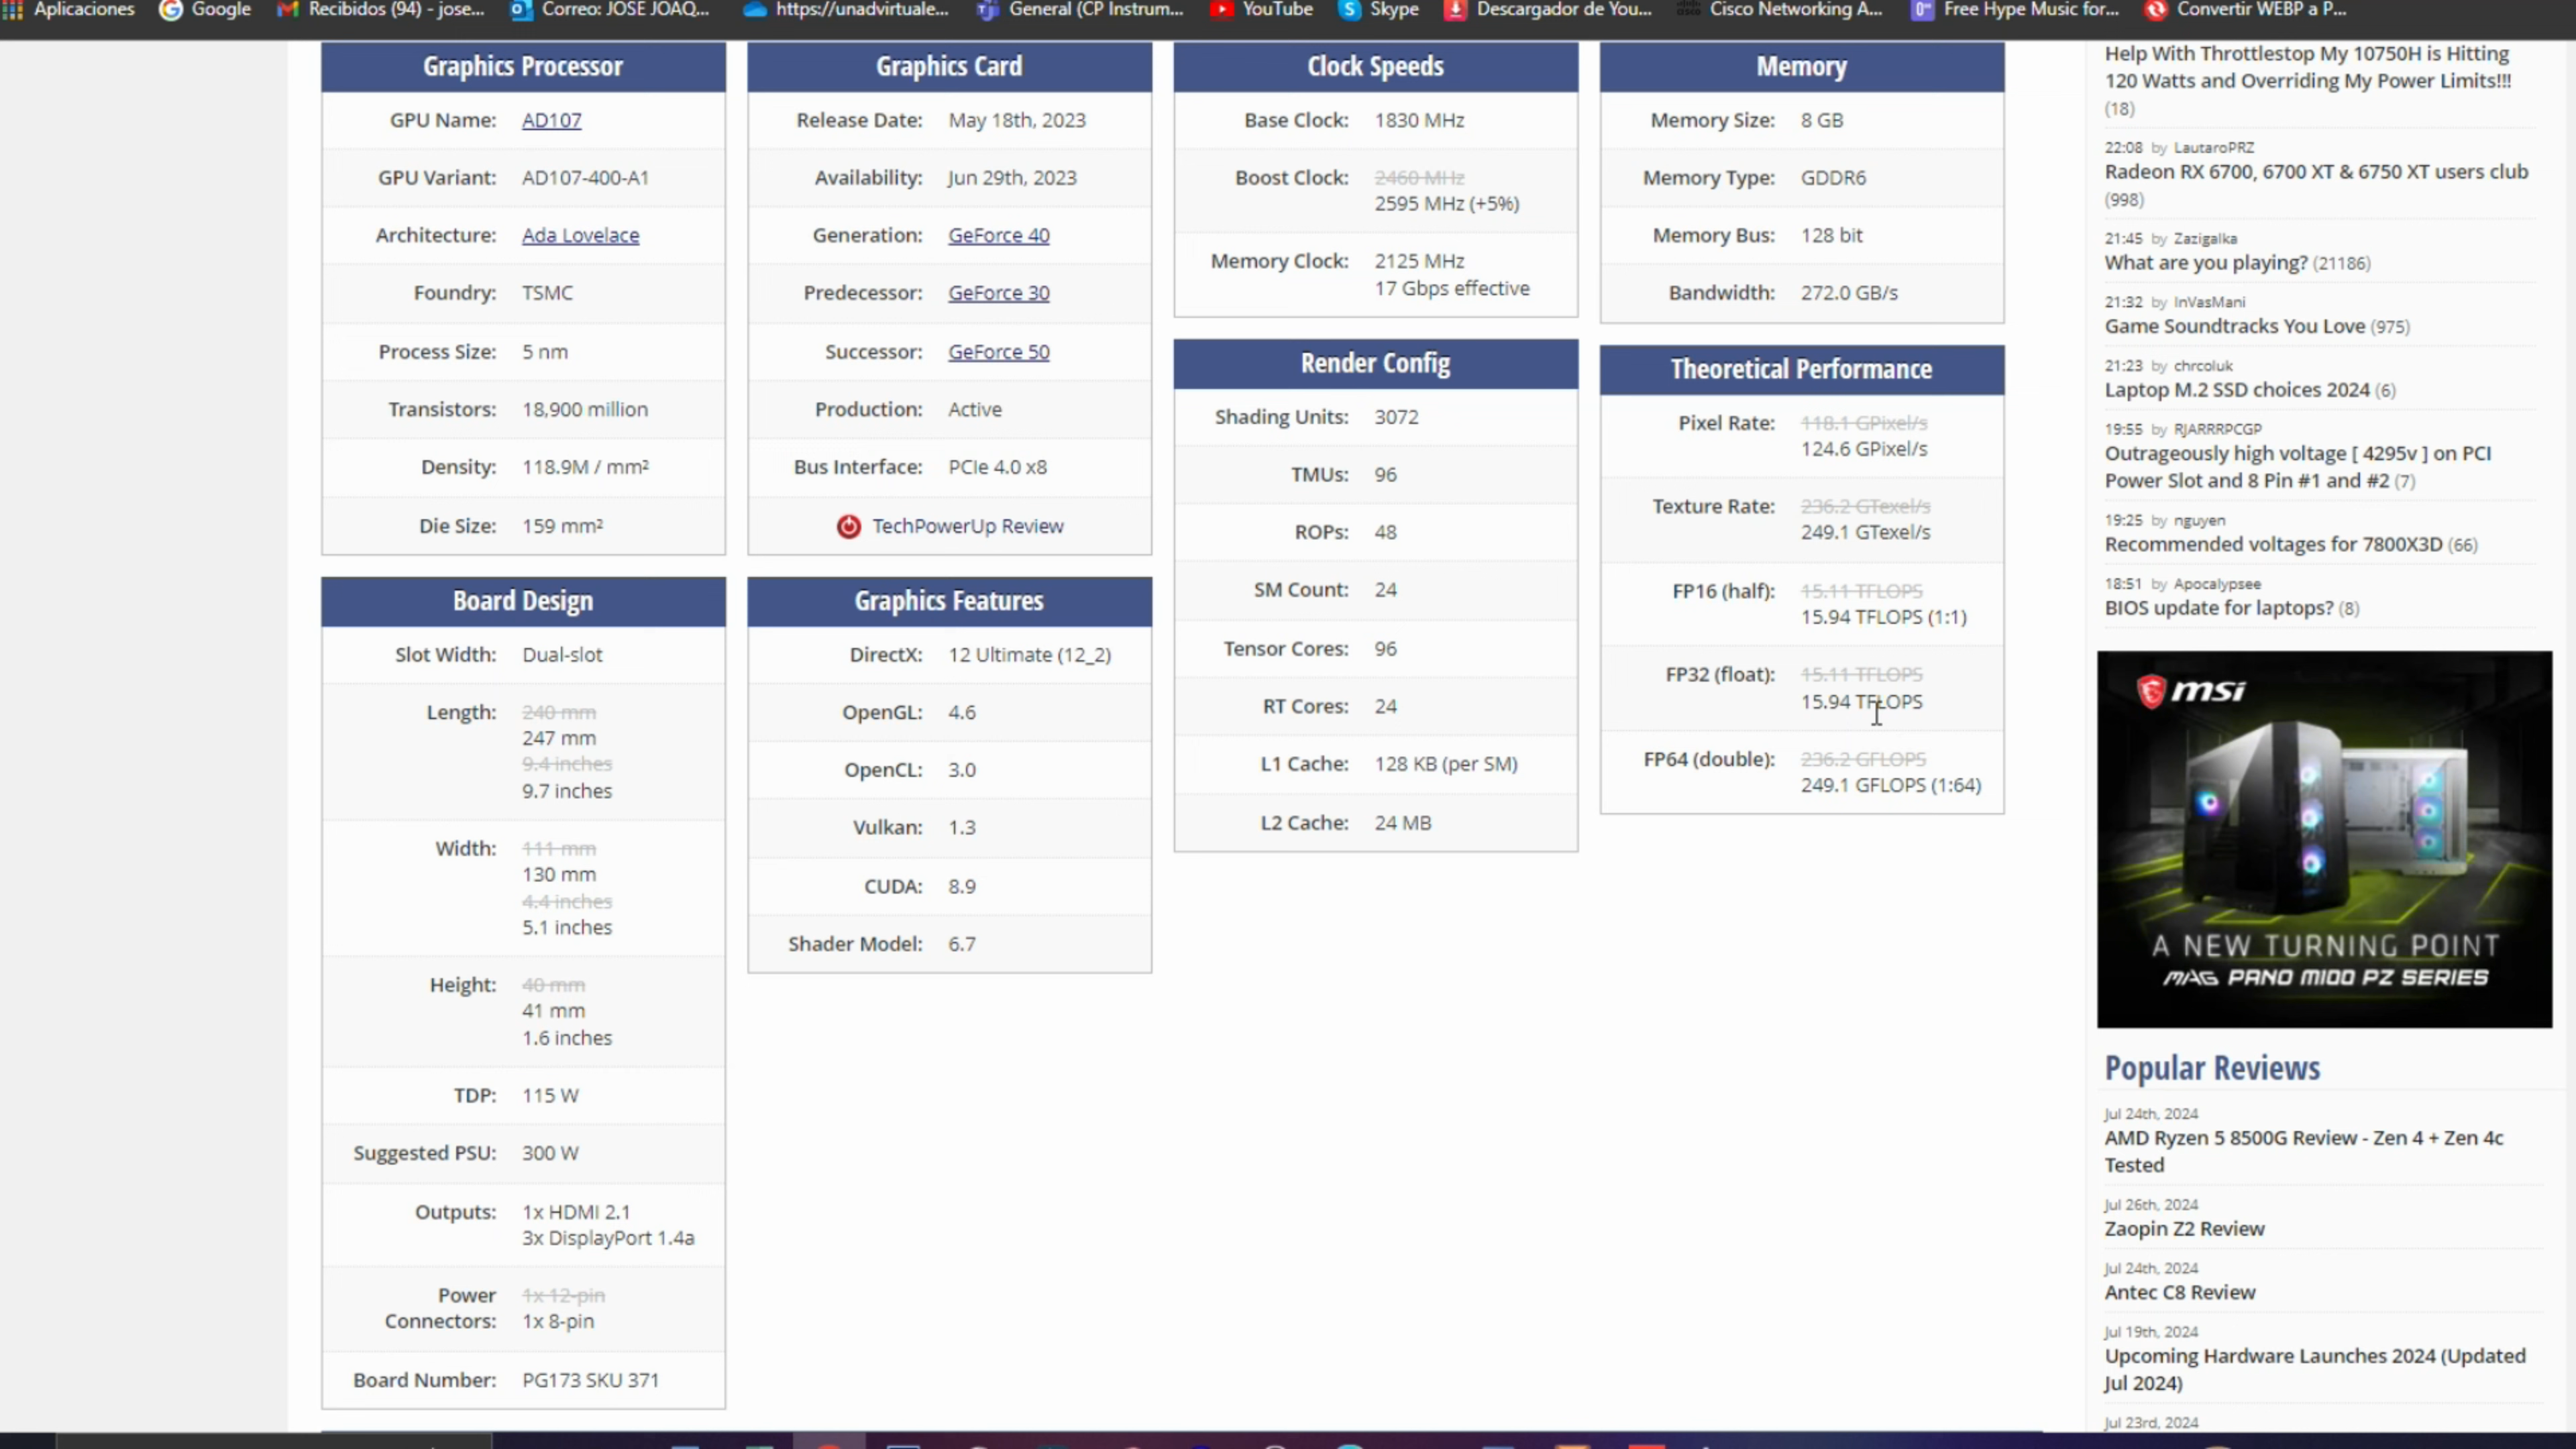 Aplicaciones Google Recibidos (94) - jose... Correo: JOSE JOAQ... https://unadvirtuale... General (CP Instrum... YouTube Skype Descargador de You... Cisco Networking A... Free Hype Music for... Convertir WEBP a P...
Graphics Processor
GPU Name: AD107
GPU Variant: AD107-400-A1
Architecture: Ada Lovelace
Foundry: TSMC
Process Size: 5 nm
Transistors: 18,900 million
Density: 118.9M / mm²
Die Size: 159 mm²
Graphics Card
Release Date: May 18th, 2023
Availability: Jun 29th, 2023
Generation: GeForce 40
Predecessor: GeForce 30
Successor: GeForce 50
Production: Active
Bus Interface: PCIe 4.0 x8
TechPowerUp Review
Clock Speeds
Base Clock: 1830 MHz
Boost Clock: 2460 MHz
2595 MHz (+5%)
Memory Clock: 2125 MHz
17 Gbps effective
Memory
Memory Size: 8 GB
Memory Type: GDDR6
Memory Bus: 128 bit
Bandwidth: 272.0 GB/s
Board Design
Slot Width: Dual-slot
Length: 240 mm
247 mm
9.4 inches
9.7 inches
Width: 111 mm
130 mm
4.4 inches
5.1 inches
Height: 40 mm
41 mm
1.6 inches
TDP: 115 W
Suggested PSU: 300 W
Outputs: 1x HDMI 2.1
3x DisplayPort 1.4a
Power 1x 12-pin
Connectors: 1x 8-pin
Board Number: PG173 SKU 371
Graphics Features
DirectX: 12 Ultimate (12_2)
OpenGL: 4.6
OpenCL: 3.0
Vulkan: 1.3
CUDA: 8.9
Shader Model: 6.7
Render Config
Shading Units: 3072
TMUs: 96
ROPs: 48
SM Count: 24
Tensor Cores: 96
RT Cores: 24
L1 Cache: 128 KB (per SM)
L2 Cache: 24 MB
Theoretical Performance
Pixel Rate: 118.1 GPixel/s
124.6 GPixel/s
Texture Rate: 236.2 GTexel/s
249.1 GTexel/s
FP16 (half): 15.11 TFLOPS
15.94 TFLOPS (1:1)
FP32 (float): 15.11 TFLOPS
15.94 TFLOPS
FP64 (double): 236.2 GFLOPS
249.1 GFLOPS (1:64)
Help With Throttlestop My 10750H is Hitting
120 Watts and Overriding My Power Limits!!!
(18)
22:08 by LautaroPRZ
Radeon RX 6700, 6700 XT & 6750 XT users club
(998)
21:45 by Zazigalka
What are you playing? (21186)
21:32 by InVasMani
Game Soundtracks You Love (975)
21:23 by chrcoluk
Laptop M.2 SSD choices 2024 (6)
19:55 by RJARRRPCGP
Outrageously high voltage [ 4295v ] on PCI
Power Slot and 8 Pin #1 and #2 (7)
19:25 by nguyen
Recommended voltages for 7800X3D (66)
18:51 by Apocalypsee
BIOS update for laptops? (8)
msi
A NEW TURNING POINT
MAG PANO M100 PZ SERIES
Popular Reviews
Jul 24th, 2024
AMD Ryzen 5 8500G Review - Zen 4 + Zen 4c
Tested
Jul 26th, 2024
Zaopin Z2 Review
Jul 24th, 2024
Antec C8 Review
Jul 19th, 2024
Upcoming Hardware Launches 2024 (Updated
Jul 2024)
Jul 23rd, 2024